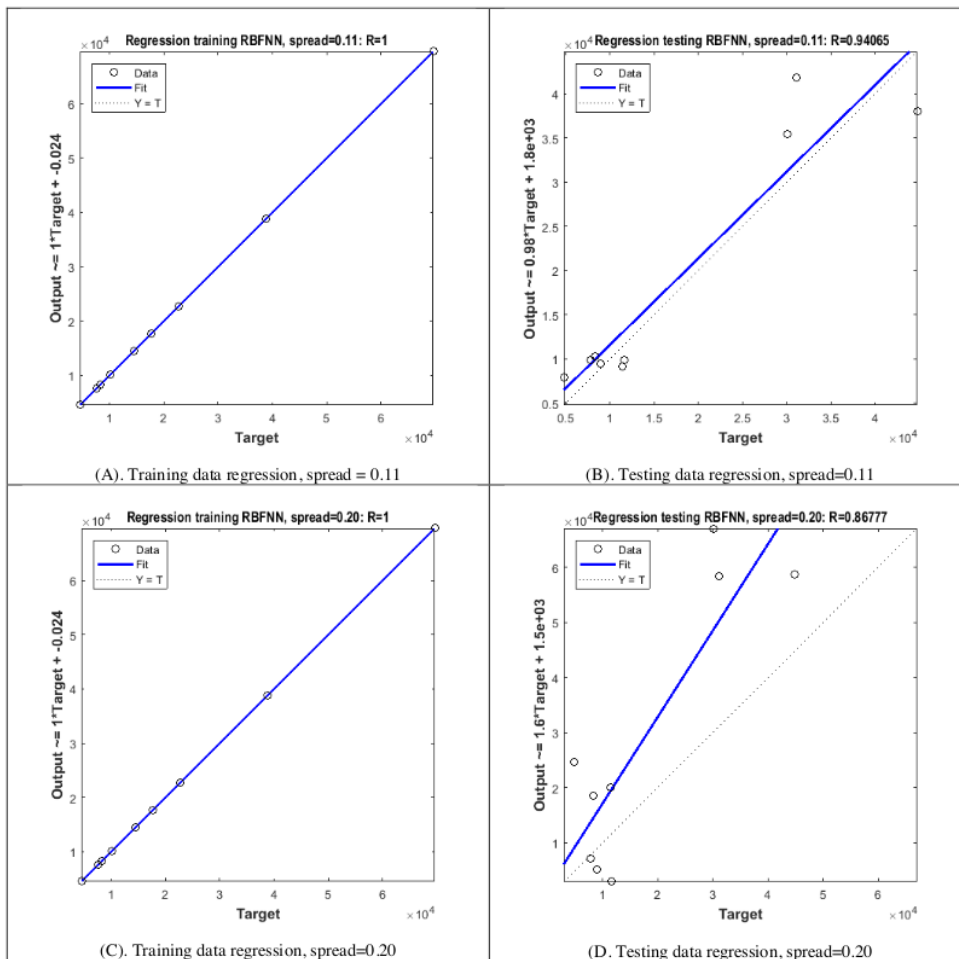 Regression training RBFNN, spread=0.11: R=1
× 10^4
Data
Fit
Y = T
Output ~= 1*Target + -0.024
6
5
4
3
2
1
1 2 3 4 5 6
Target
× 10^4
(A). Training data regression, spread = 0.11
Regression testing RBFNN, spread=0.11: R=0.94065
× 10^4
Data
Fit
Y = T
Output ~= 0.98*Target + 1.8e+03
4
3.5
3
2.5
2
1.5
1
0.5
0.5 1 1.5 2 2.5 3 3.5 4
Target
× 10^4
(B). Testing data regression, spread=0.11
Regression training RBFNN, spread=0.20: R=1
× 10^4
Data
Fit
Y = T
Output ~= 1*Target + -0.024
6
5
4
3
2
1
1 2 3 4 5 6
Target
× 10^4
(C). Training data regression, spread=0.20
Regression testing RBFNN, spread=0.20: R=0.86777
× 10^4
Data
Fit
Y = T
Output ~= 1.6*Target + 1.5e+03
6
5
4
3
2
1
1 2 3 4 5 6
Target
× 10^4
(D). Testing data regression, spread=0.20